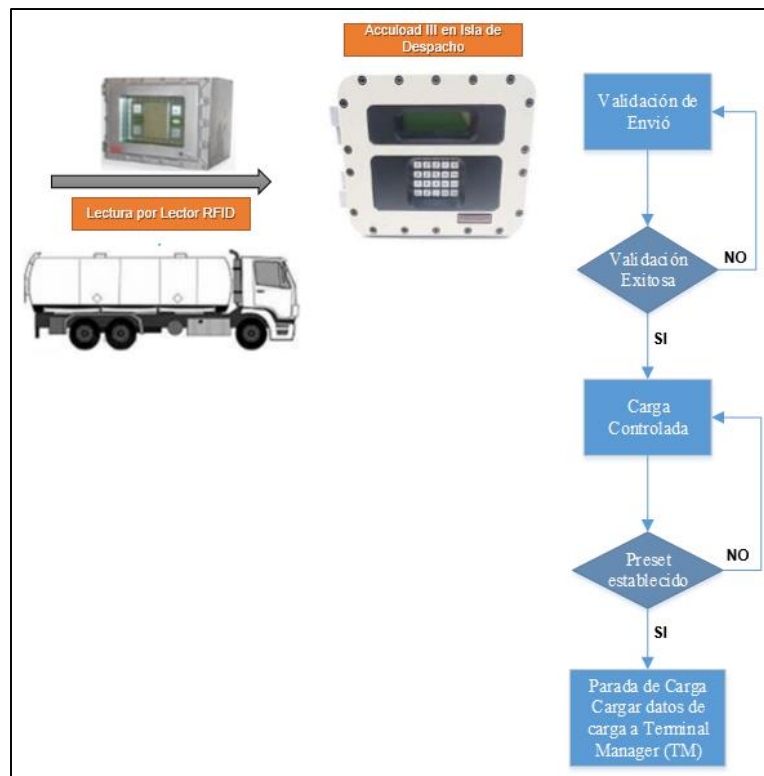 Accuload III en Isla de
Despacho
Lectura por Lector RFID
Validación de
Envió
Validación
Exitosa
NO
SI
Carga
Controlada
Preset
establecido
NO
SI
Parada de Carga
Cargar datos de
carga a Terminal
Manager (TM)